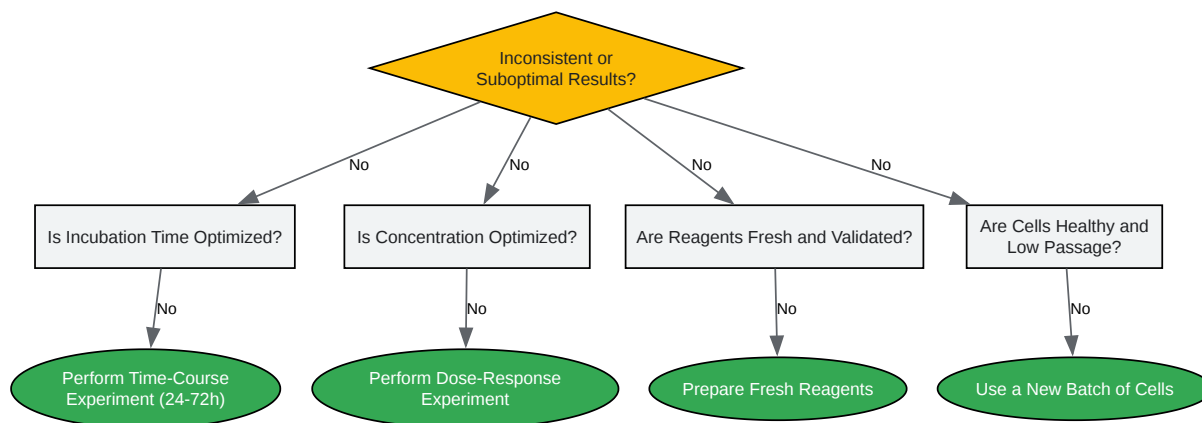 Inconsistent or
Suboptimal Results?
No
No
No
No
Is Incubation Time Optimized?
Is Concentration Optimized?
Are Reagents Fresh and Validated?
Are Cells Healthy and
Low Passage?
No
No
No
No
Perform Time-Course
Experiment (24-72h)
Perform Dose-Response
Experiment
Prepare Fresh Reagents
Use a New Batch of Cells